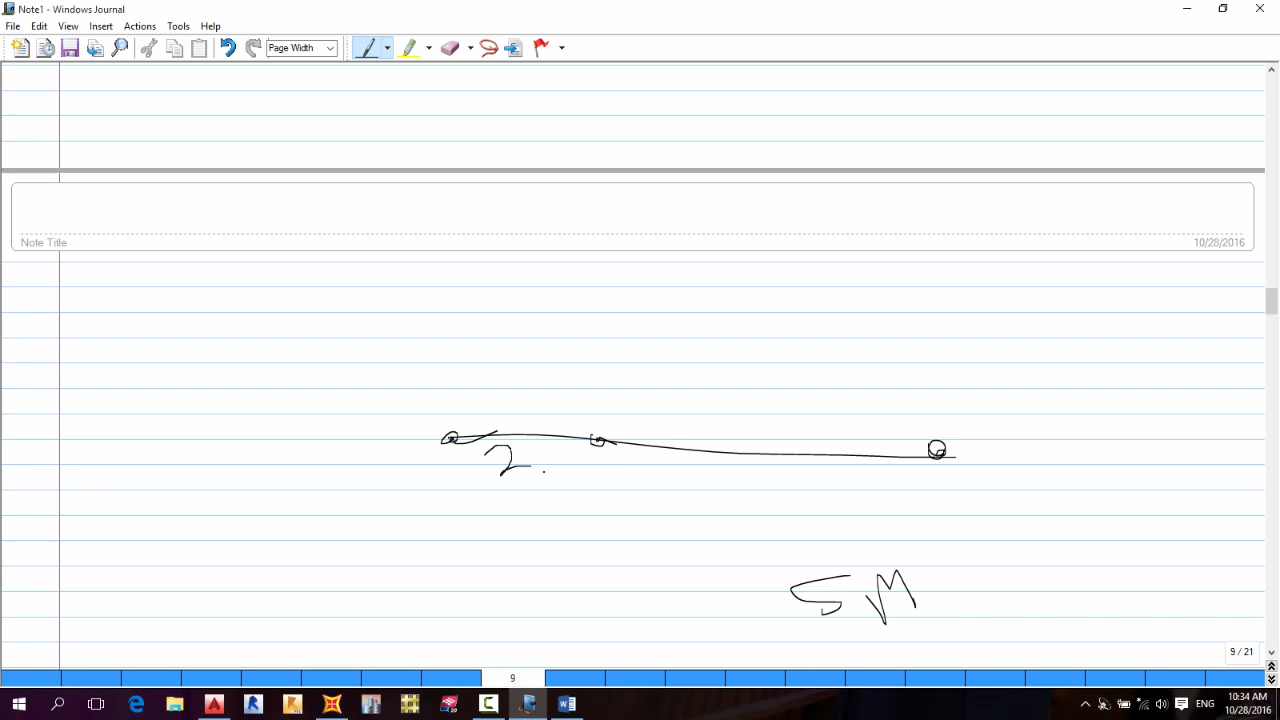 Note1 - Windows Journal
File Edit View Insert Actions Tools Help
Page Width
Note Title
10/28/2016
2.
5 M
9 / 21
9
10:34 AM
ENG
10/28/2016